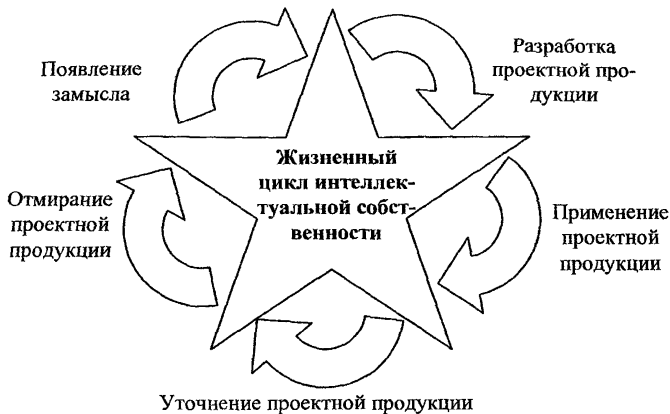 Появление
замысла
Разработка
проектной про-
дукции
Жизненный
цикл интеллек-
туальной собст-
венности
Отмирание
проектной
продукции
Применение
проектной
продукции
Уточнение проектной продукции